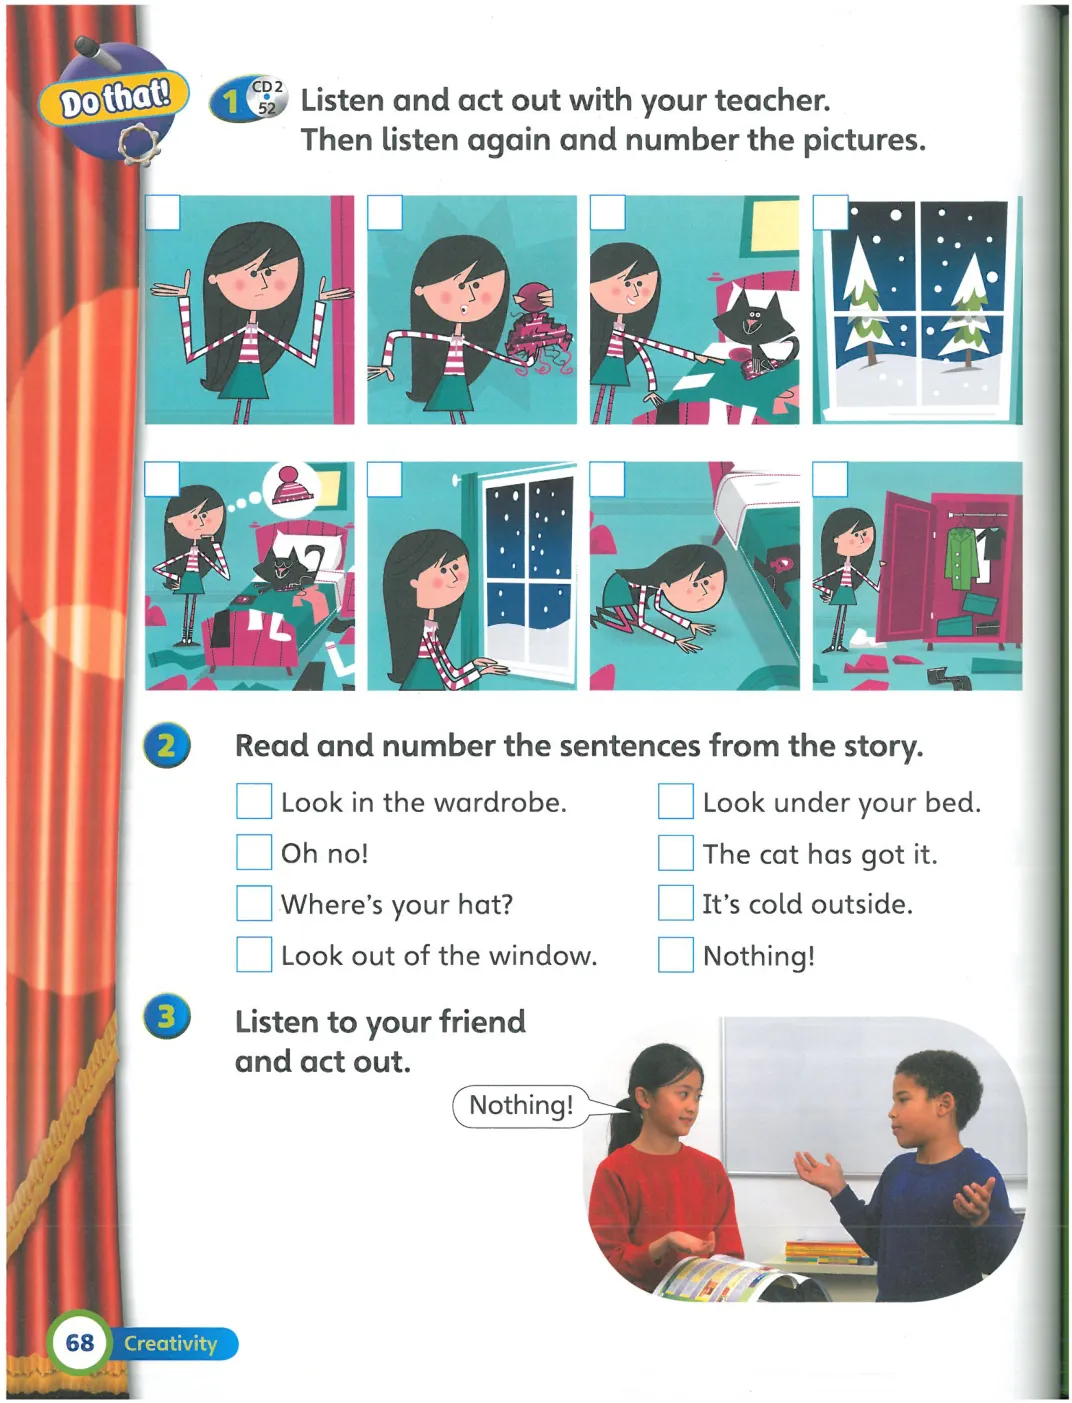 Do that!
1 CD 2 52 Listen and act out with your teacher.
Then listen again and number the pictures.
2 Read and number the sentences from the story.
Look in the wardrobe.
Oh no!
Where's your hat?
Look out of the window.
Look under your bed.
The cat has got it.
It's cold outside.
Nothing!
3 Listen to your friend
and act out.
Nothing!
68 Creativity